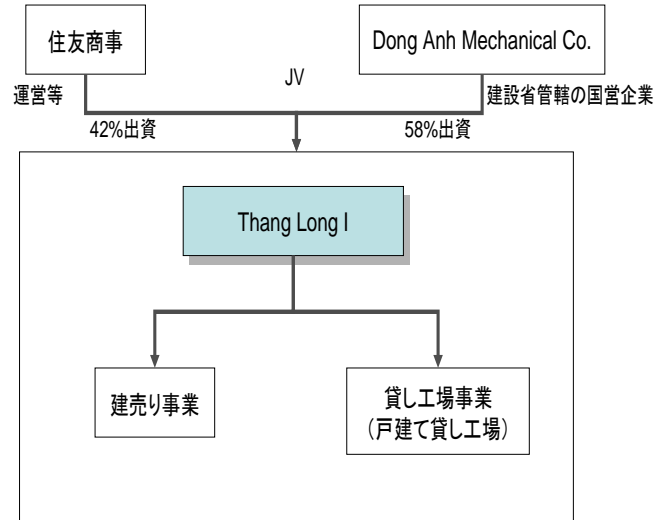 住友商事
Dong Anh Mechanical Co.
JV
運営等
建設省管轄の国営企業
42%出資
58%出資
Thang Long I
建売り事業
貸し工場事業
（戸建て貸し工場）